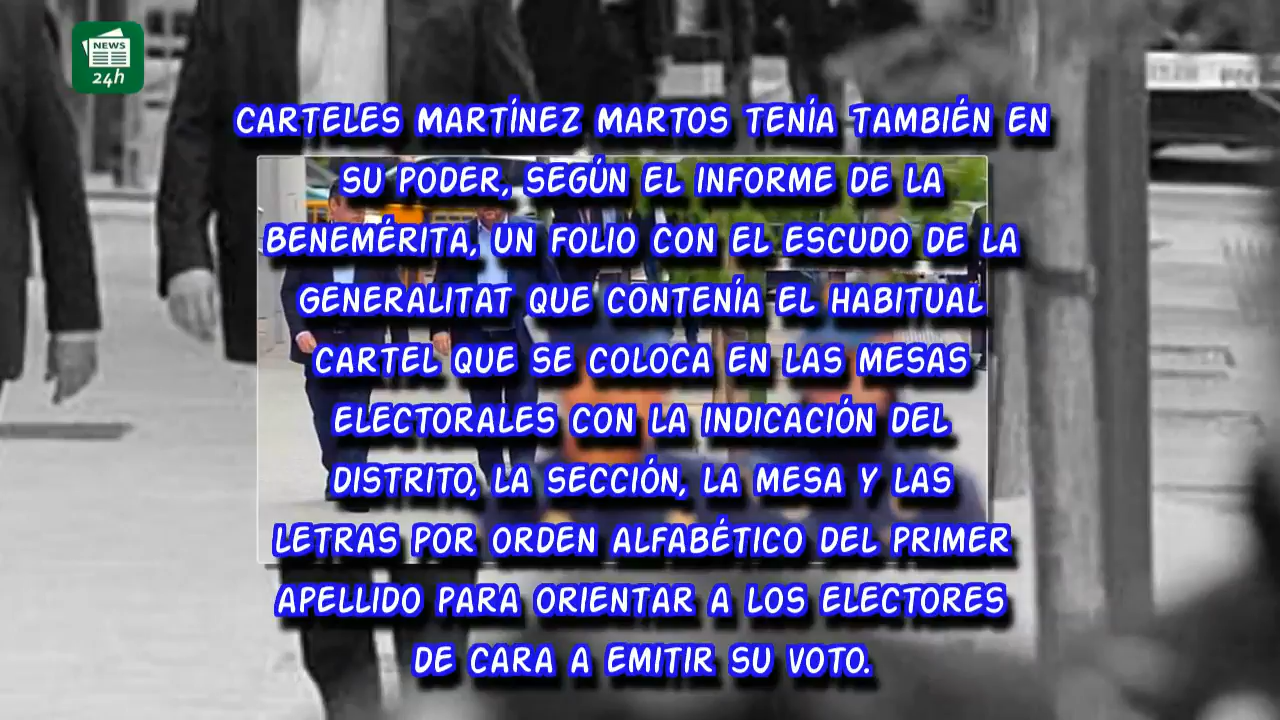 NEWS
24h
CARTELES MARTÍNEZ MARTOS TENÍA TAMBIÉN EN
SU PODER, SEGÚN EL INFORME DE LA
BENEMÉRITA, UN FOLIO CON EL ESCUDO DE LA
GENERALITAT QUE CONTENÍA EL HABITUAL
CARTEL QUE SE COLOCA EN LAS MESAS
ELECTORALES CON LA INDICACIÓN DEL
DISTRITO, LA SECCIÓN, LA MESA Y LAS
LETRAS POR ORDEN ALFABÉTICO DEL PRIMER
APELLIDO PARA ORIENTAR A LOS ELECTORES
DE CARA A EMITIR SU VOTO.